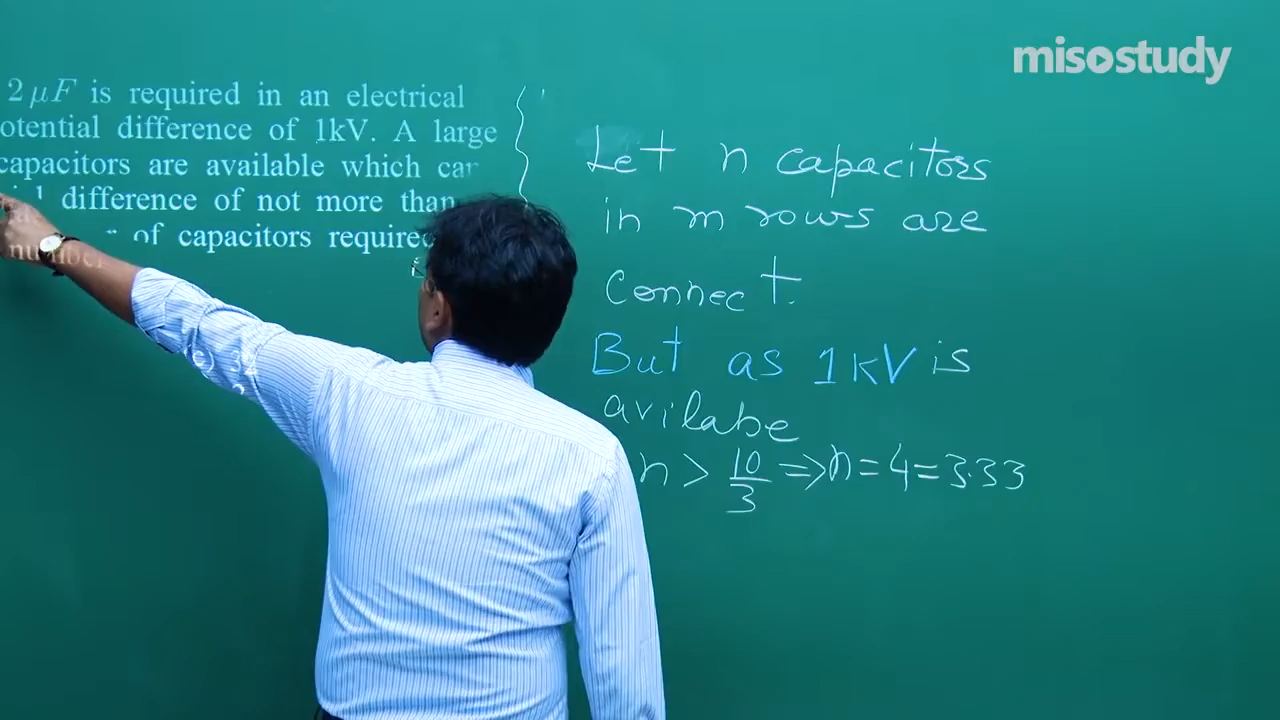 misostudy
2 μF is required in an electrical
otential difference of 1kV. A large
capacitors are available which can
difference of not more than
of capacitors required
number
Let n capacitors
in m rows are
connect.
But as 1kV is
avilabe
n > 10/3 ⇒ n = 4 = 3.33